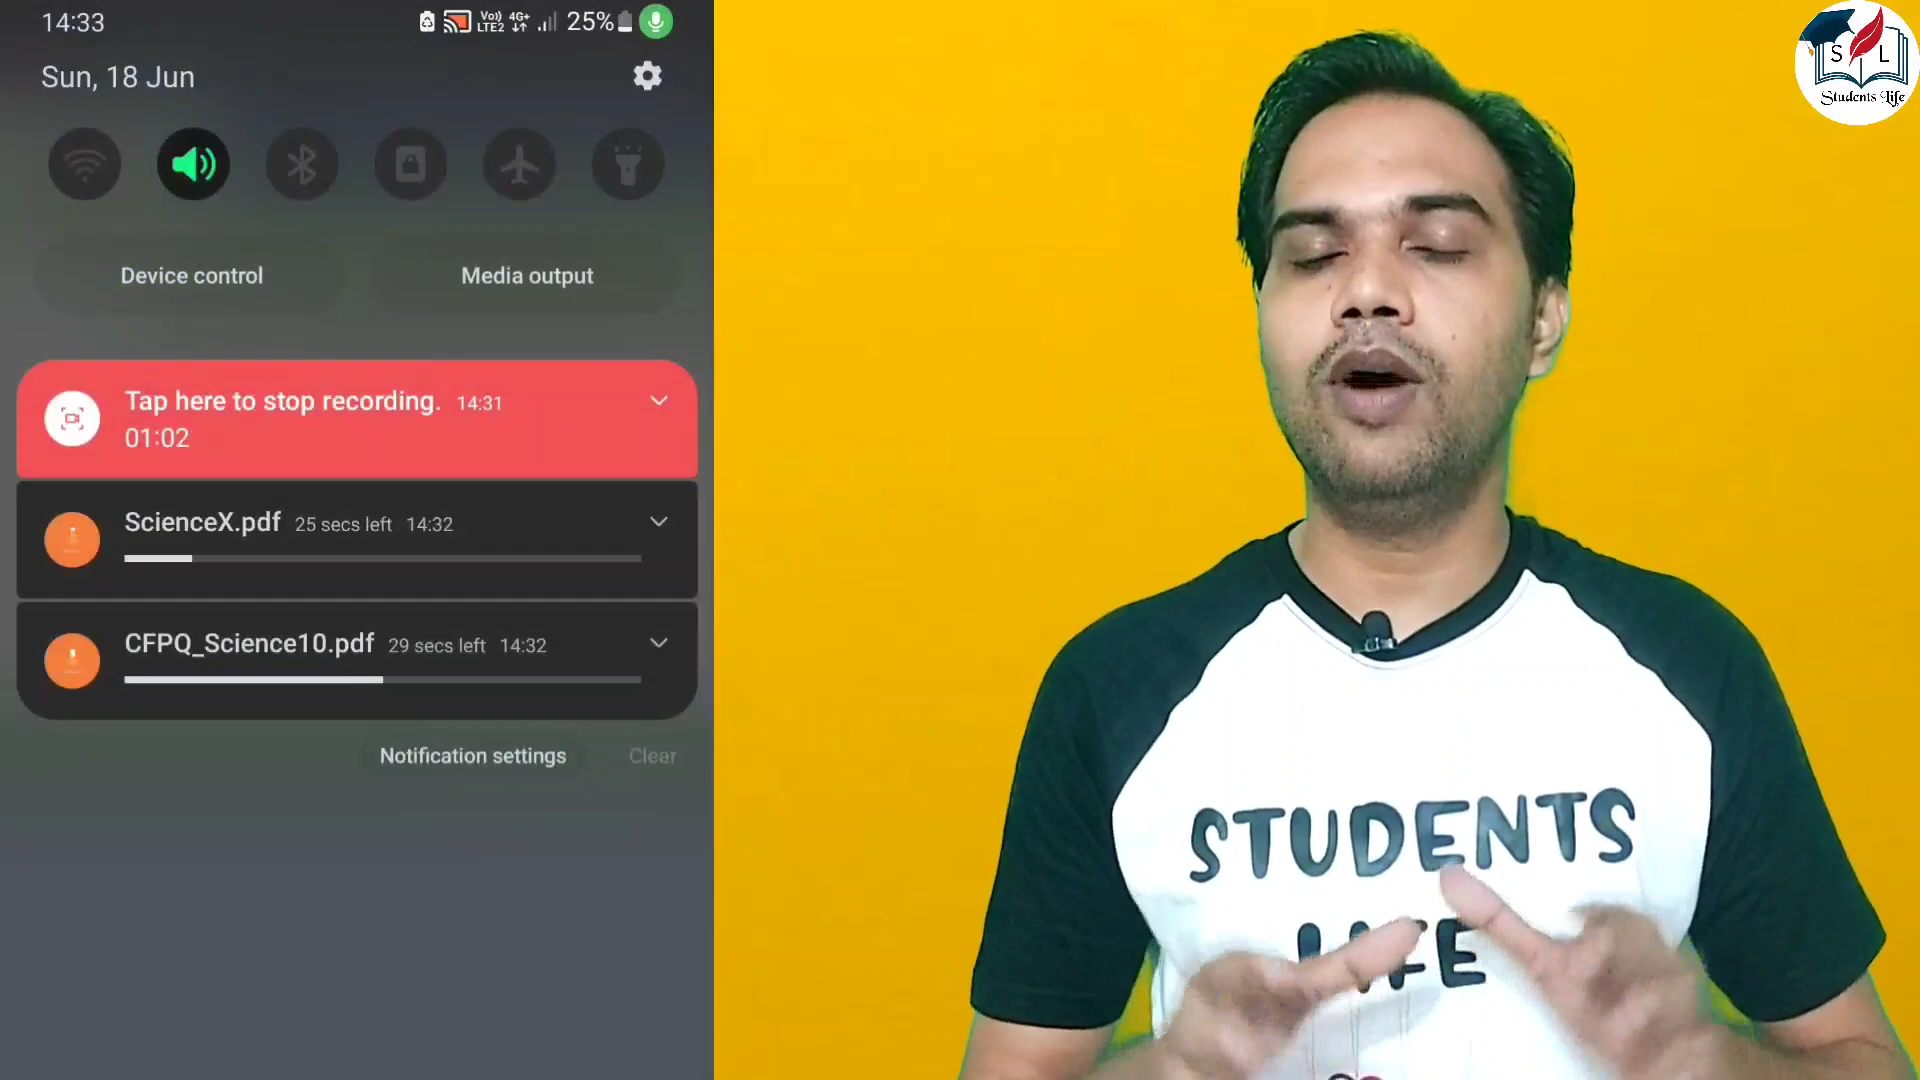 14:33
Vo)) LTE2 4G+ 25%
Sun, 18 Jun
Device control
Media output
Tap here to stop recording. 14:31
01:02
ScienceX.pdf 25 secs left 14:32
CFPQ_Science10.pdf 29 secs left 14:32
Notification settings
Clear
S L
Students Life
STUDENTS
LIFE